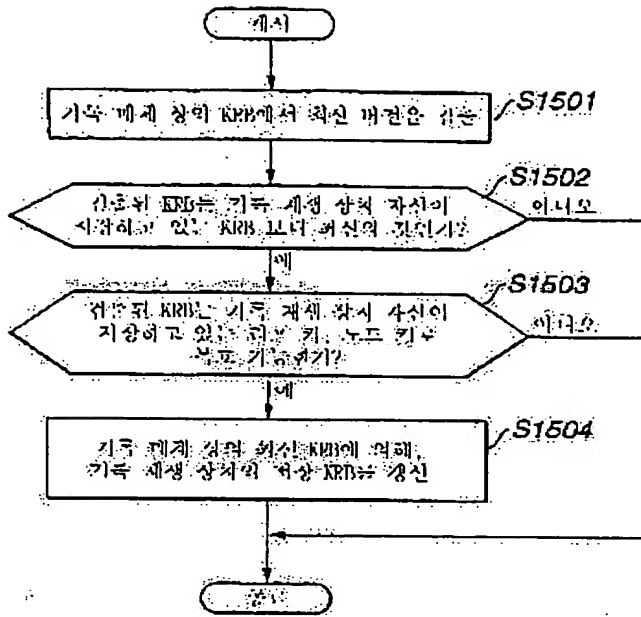 개시
S1501
기록 매체 상의 KRB에서 최신 버전을 검출
S1502
검출된 KRB는 기록 재생 장치 자신이
저장하고 있는 KRB 보다 최신의 것인가?
아니오
예
S1503
검출된 KRB는 기록 재생 장치 자신이
저장하고 있는 리프 키, 노드 키로
복호 가능한가?
아니오
예
S1504
기록 매체 상의 최신 KRB에 의해,
기록 재생 장치의 저장 KRB를 갱신